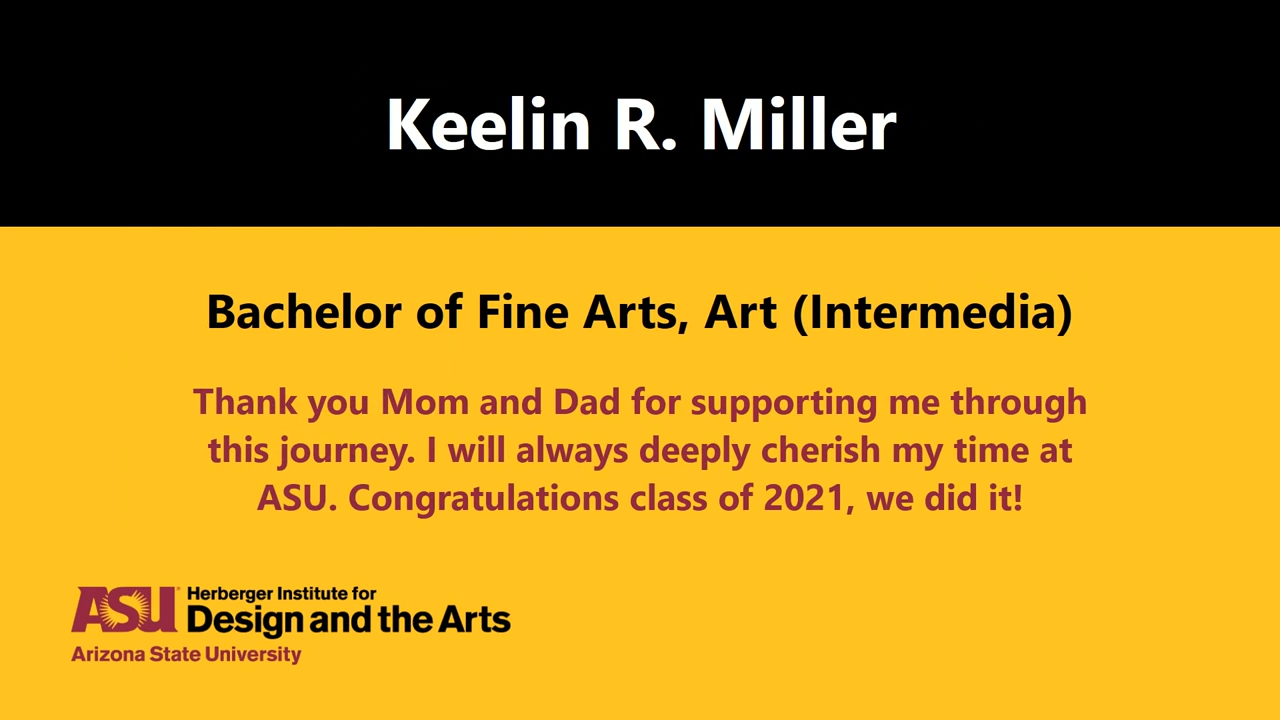 Keelin R. Miller
Bachelor of Fine Arts, Art (Intermedia)
Thank you Mom and Dad for supporting me through
this journey. I will always deeply cherish my time at
ASU. Congratulations class of 2021, we did it!
ASU Herberger Institute for
Design and the Arts
Arizona State University